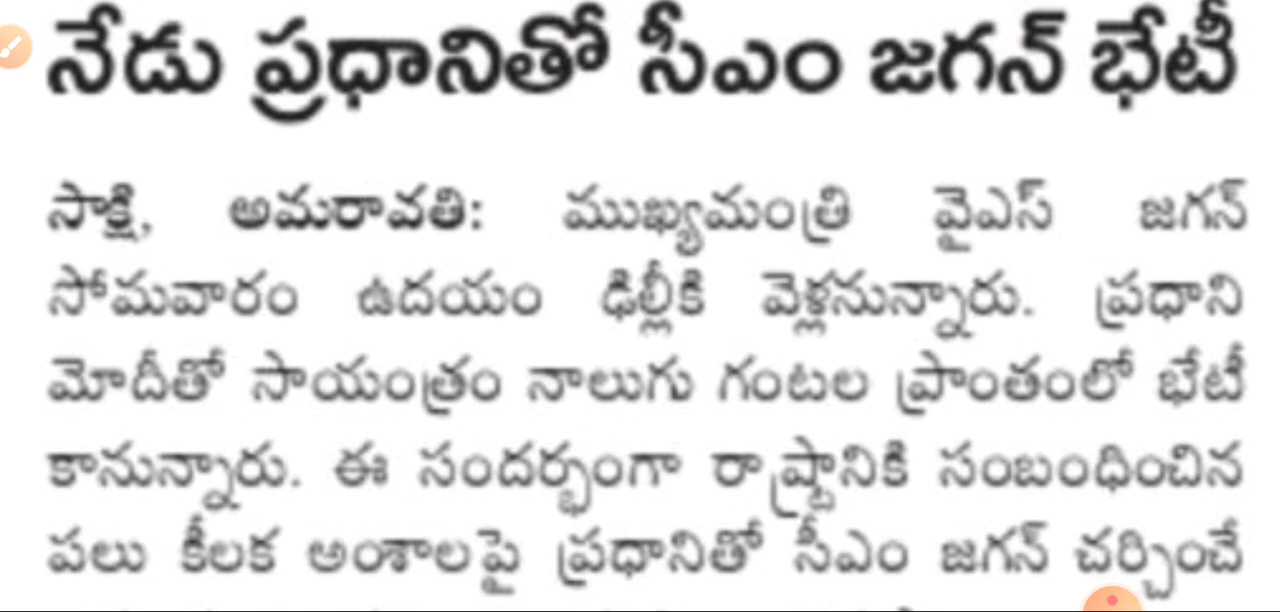 నేడు ప్రధానితో సీఎం జగన్ భేటీ
సాక్షి, అమరావతి: ముఖ్యమంత్రి వైఎస్ జగన్
సోమవారం ఉదయం ఢిల్లీకి వెళ్లనున్నారు. ప్రధాని
మోదీతో సాయంత్రం నాలుగు గంటల ప్రాంతంలో భేటీ
కానున్నారు. ఈ సందర్భంగా రాష్ట్రానికి సంబంధించిన
పలు కీలక అంశాలపై ప్రధానితో సీఎం జగన్ చర్చించే